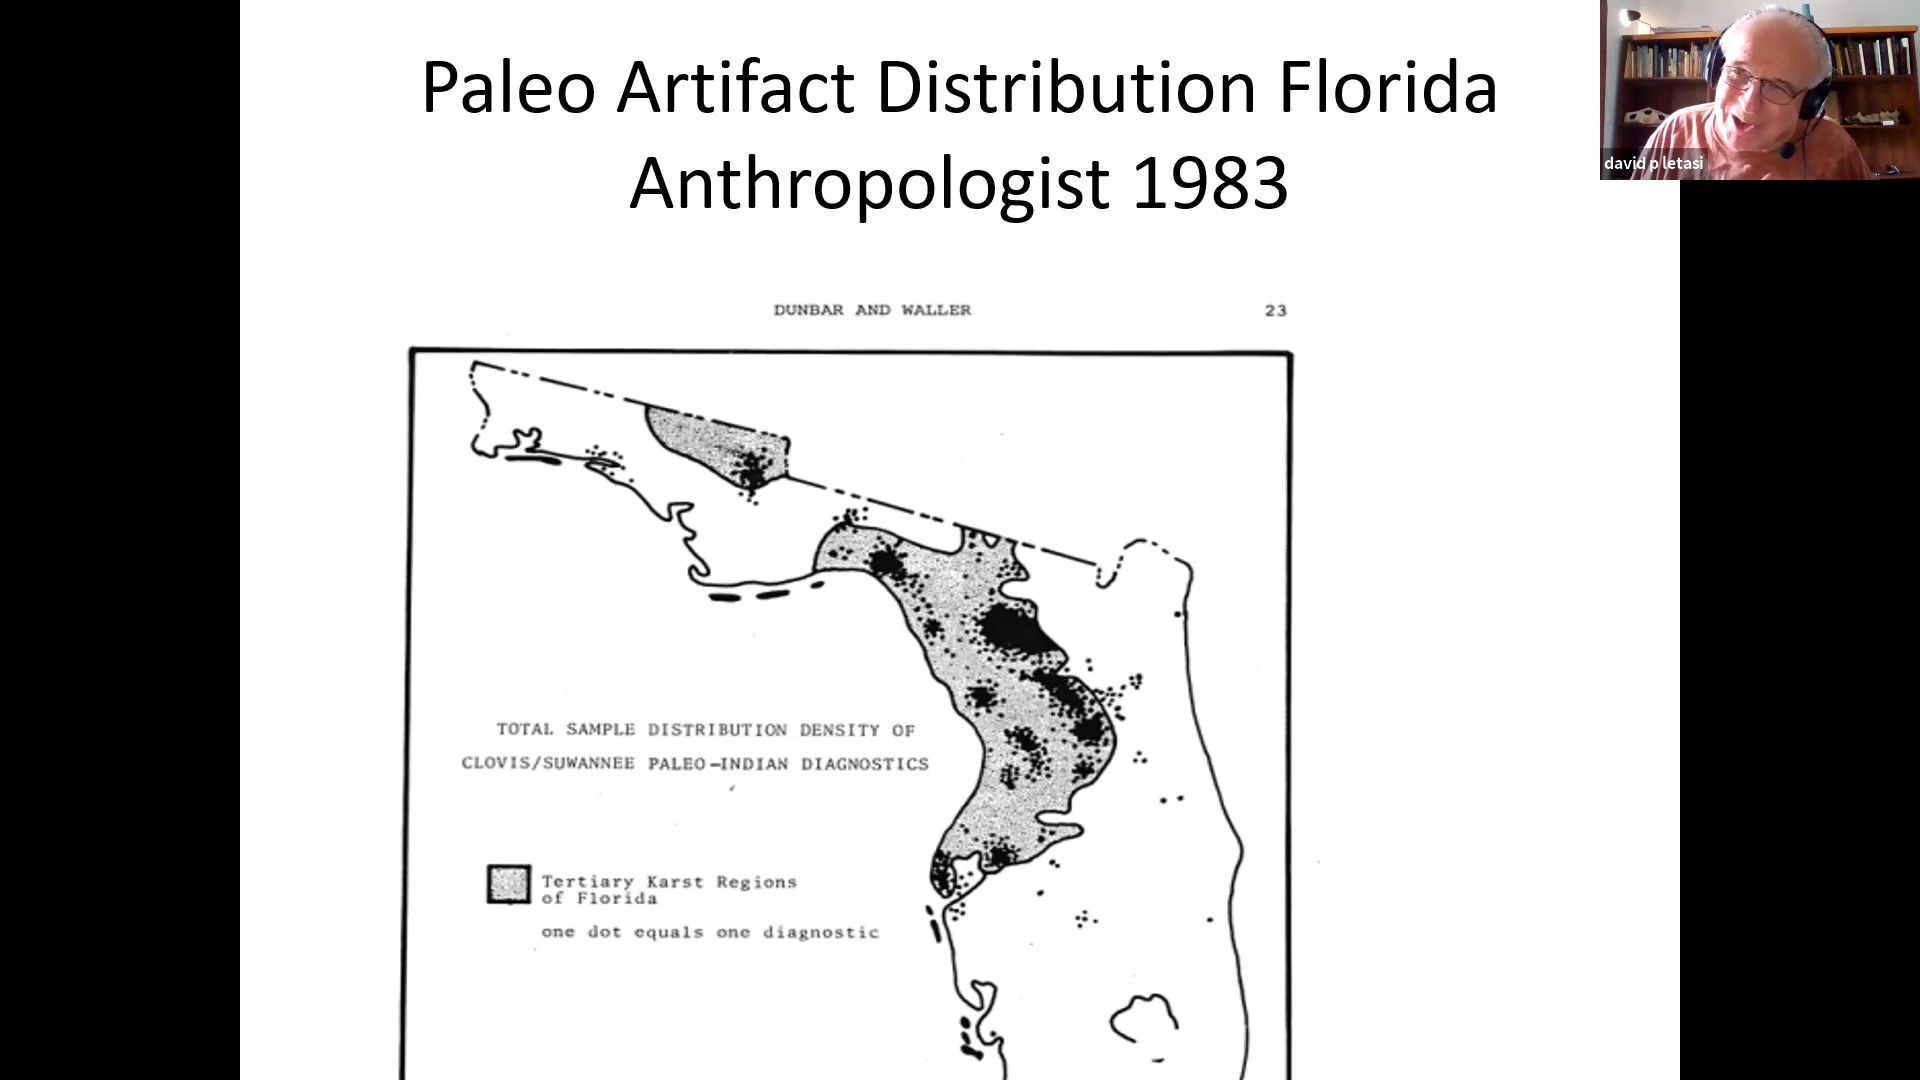 Paleo Artifact Distribution Florida
Anthropologist 1983
david p letasi
DUNBAR AND WALLER 23
TOTAL SAMPLE DISTRIBUTION DENSITY OF
CLOVIS/SUWANNEE PALEO-INDIAN DIAGNOSTICS
Tertiary Karst Regions
of Florida
one dot equals one diagnostic